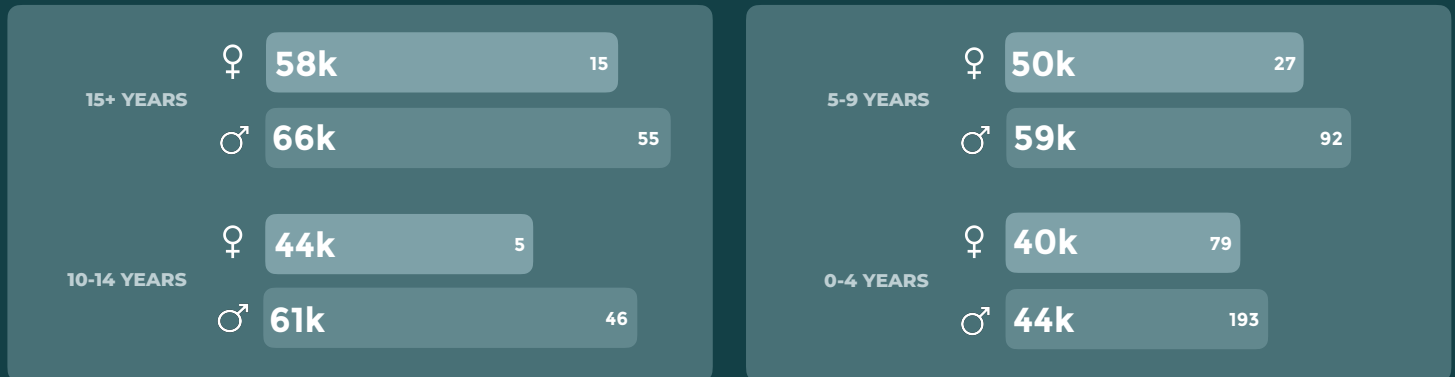 58k 15
15+ YEARS
66k 55
44k 5
10-14 YEARS
61k 46
50k 27
5-9 YEARS
59k 92
40k 79
0-4 YEARS
44k 193